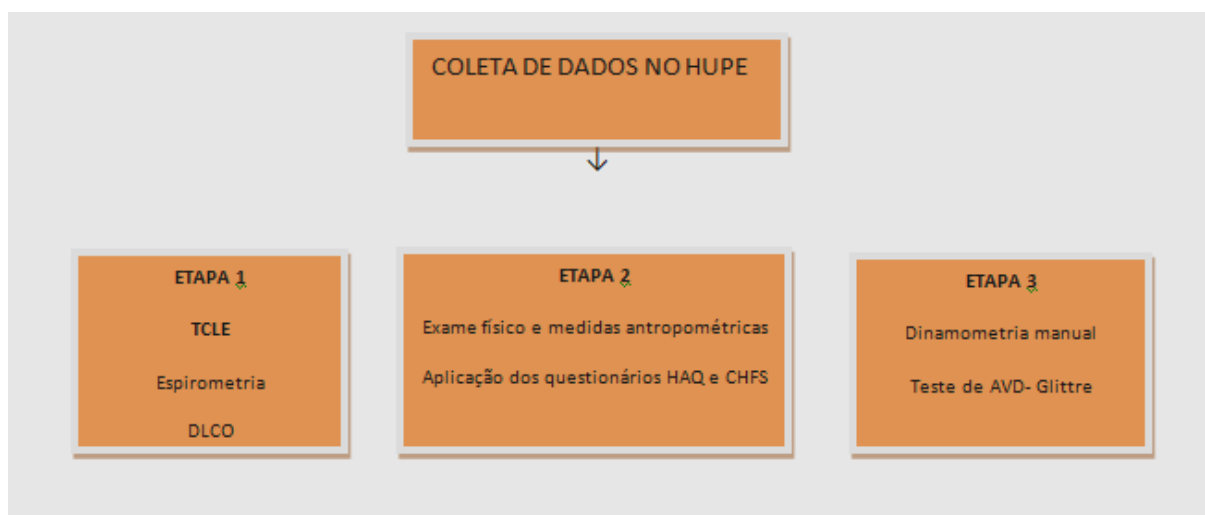 COLETA DE DADOS NO HUPE
↓
ETAPA 1
TCLE
Espirometria
DLCO
ETAPA 2
Exame físico e medidas antropométricas
Aplicação dos questionários HAQ e CHFS
ETAPA 3
Dinamometria manual
Teste de AVD- Glittre